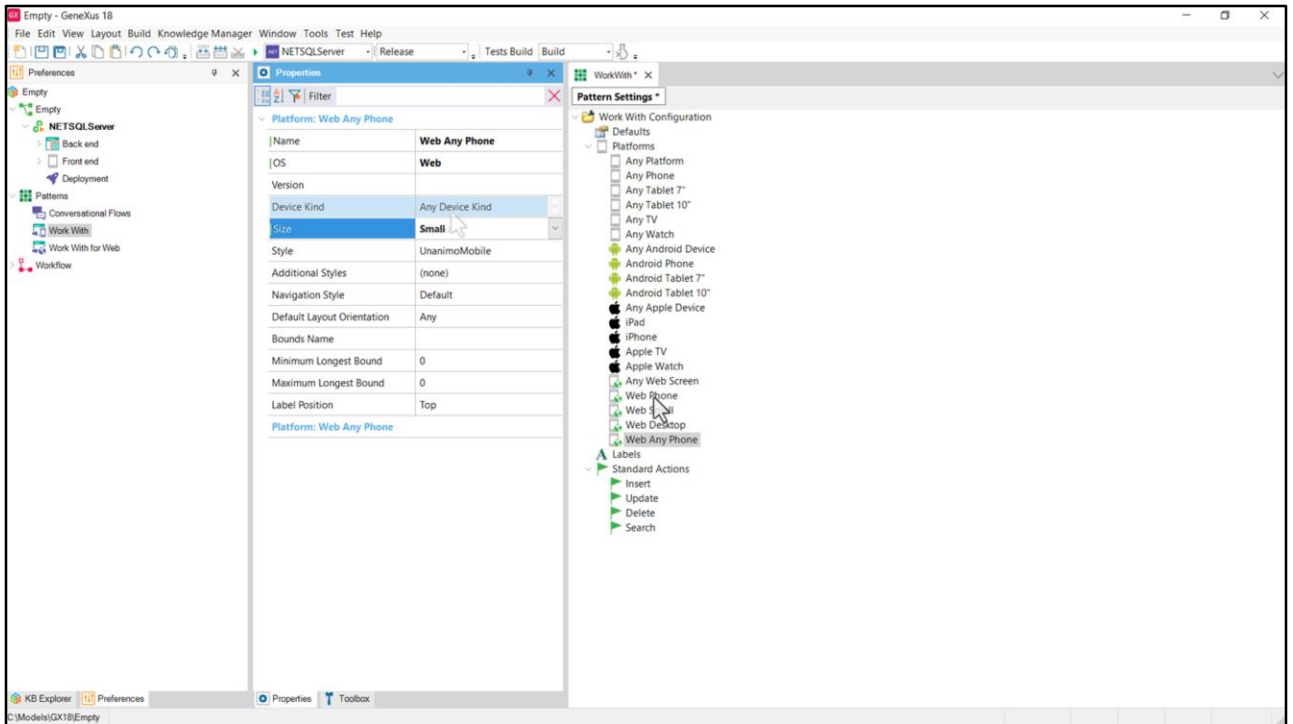 Empty - GeneXus 18
File Edit View Layout Build Knowledge Manager Window Tools Test Help
NETSQLServer Release Tests Build Build
Preferences
Empty
Empty
NETSQLServer
Back end
Front end
Deployment
Patterns
Conversational Flows
Work With
Work With for Web
Workflow
KB Explorer Preferences
Properties
Filter
Platform: Web Any Phone
Name Web Any Phone
OS Web
Version
Device Kind Any Device Kind
Size Small
Style UnanimoMobile
Additional Styles (none)
Navigation Style Default
Default Layout Orientation Any
Bounds Name
Minimum Longest Bound 0
Maximum Longest Bound 0
Label Position Top
Platform: Web Any Phone
Properties Toolbox
WorkWith *
Pattern Settings *
Work With Configuration
Defaults
Platforms
Any Platform
Any Phone
Any Tablet 7"
Any Tablet 10"
Any TV
Any Watch
Any Android Device
Android Phone
Android Tablet 7"
Android Tablet 10"
Any Apple Device
iPad
iPhone
Apple TV
Apple Watch
Any Web Screen
Web Phone
Web Small
Web Desktop
Web Any Phone
Labels
Standard Actions
Insert
Update
Delete
Search
C:\Models\GX18\Empty